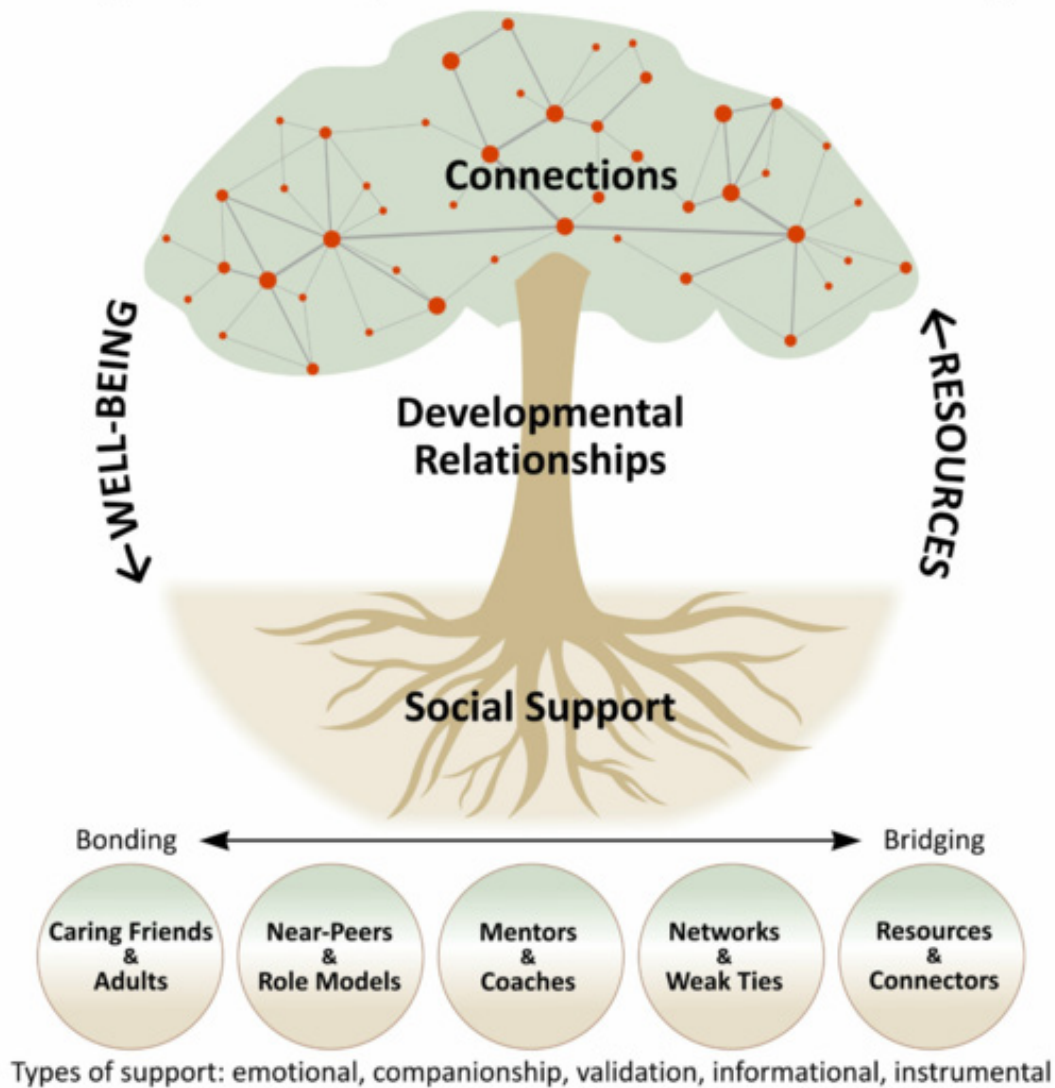 Connections
WELL-BEING
RESOURCES
Developmental
Relationships
Social Support
Bonding
Bridging
Caring Friends
&
Adults
Near-Peers
&
Role Models
Mentors
&
Coaches
Networks
&
Weak Ties
Resources
&
Connectors
Types of support: emotional, companionship, validation, informational, instrumental